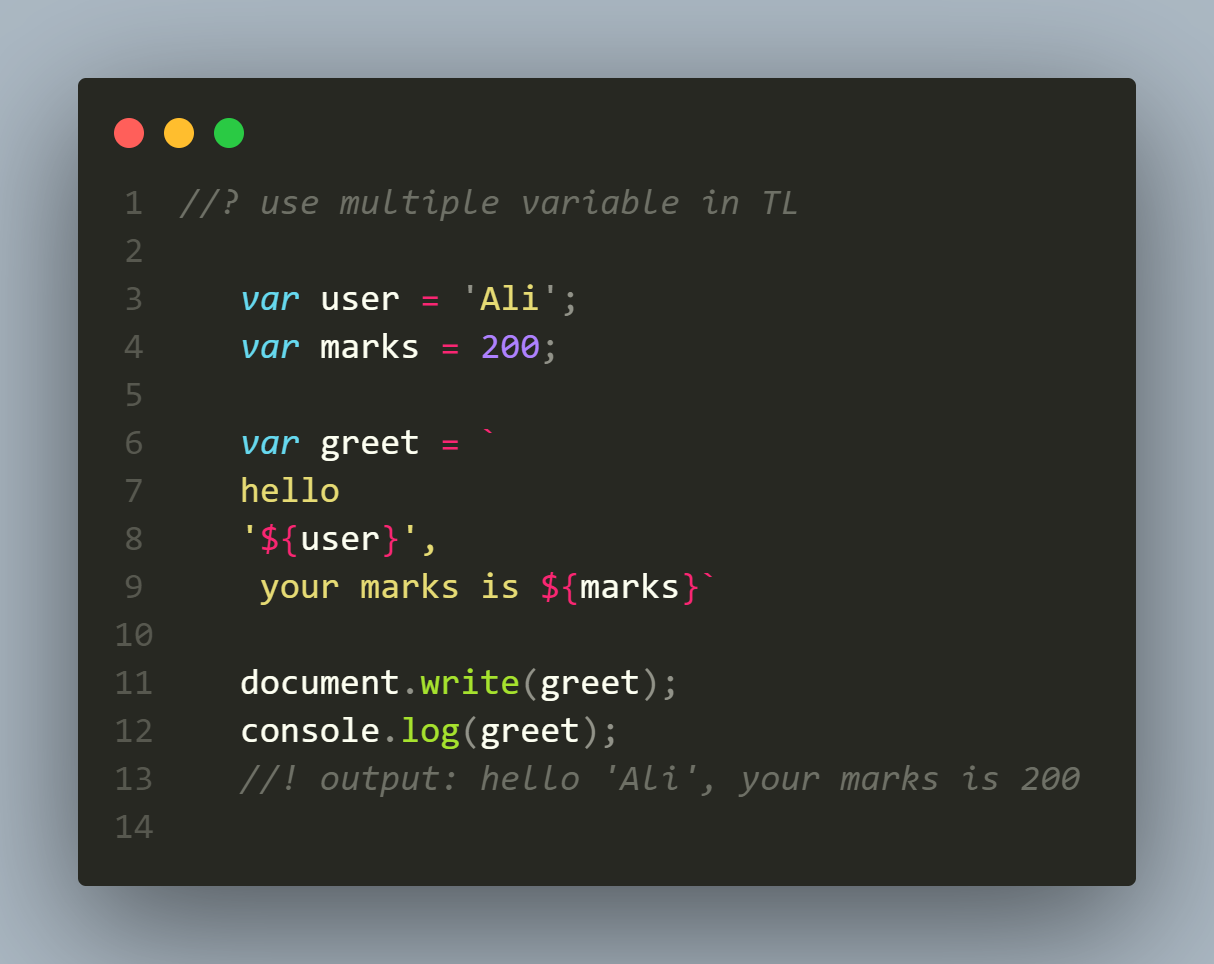 1 //? use multiple variable in TL
2
3    var user = 'Ali';
4    var marks = 200;
5
6    var greet = `
7    hello
8    '${user}',
9     your marks is ${marks}`
10
11    document.write(greet);
12    console.log(greet);
13    //! output: hello 'Ali', your marks is 200
14